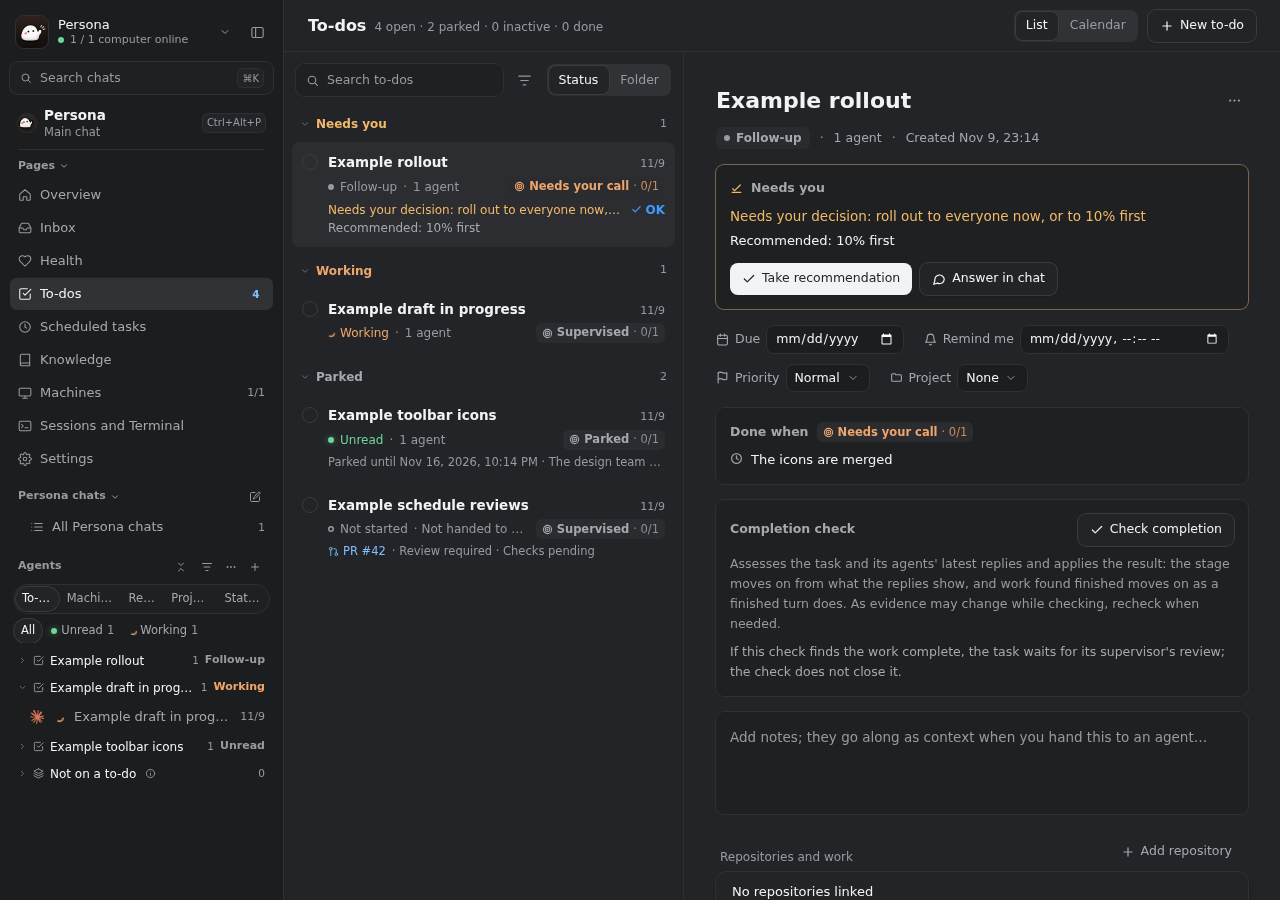 Persona
1 / 1 computer online
Search chats
⌘K
Persona
Main chat
Ctrl+Alt+P
Pages
Overview
Inbox
Health
To-dos
4
Scheduled tasks
Knowledge
Machines
1/1
Sessions and Terminal
Settings
Persona chats
All Persona chats
1
Agents
To-…
Machi…
Re…
Proj…
Stat…
All
Unread 1
Working 1
Example rollout
1 Follow-up
Example draft in prog…
1 Working
Example draft in prog…
11/9
Example toolbar icons
1 Unread
Not on a to-do
0
To-dos
4 open · 2 parked · 0 inactive · 0 done
List
Calendar
New to-do
Search to-dos
Status
Folder
Needs you
1
Example rollout
11/9
Follow-up · 1 agent
Needs your call · 0/1
Needs your decision: roll out to everyone now,…
OK
Recommended: 10% first
Working
1
Example draft in progress
11/9
Working · 1 agent
Supervised · 0/1
Parked
2
Example toolbar icons
11/9
Unread · 1 agent
Parked · 0/1
Parked until Nov 16, 2026, 10:14 PM · The design team …
Example schedule reviews
11/9
Not started · Not handed to …
Supervised · 0/1
PR #42 · Review required · Checks pending
Example rollout
Follow-up · 1 agent · Created Nov 9, 23:14
Needs you
Needs your decision: roll out to everyone now, or to 10% first
Recommended: 10% first
Take recommendation
Answer in chat
Due
mm/dd/yyyy
Remind me
mm/dd/yyyy, --:-- --
Priority
Normal
Project
None
Done when
Needs your call · 0/1
The icons are merged
Completion check
Check completion
Assesses the task and its agents' latest replies and applies the result: the stage
moves on from what the replies show, and work found finished moves on as a
finished turn does. As evidence may change while checking, recheck when
needed.
If this check finds the work complete, the task waits for its supervisor's review;
the check does not close it.
Add notes; they go along as context when you hand this to an agent…
Repositories and work
Add repository
No repositories linked